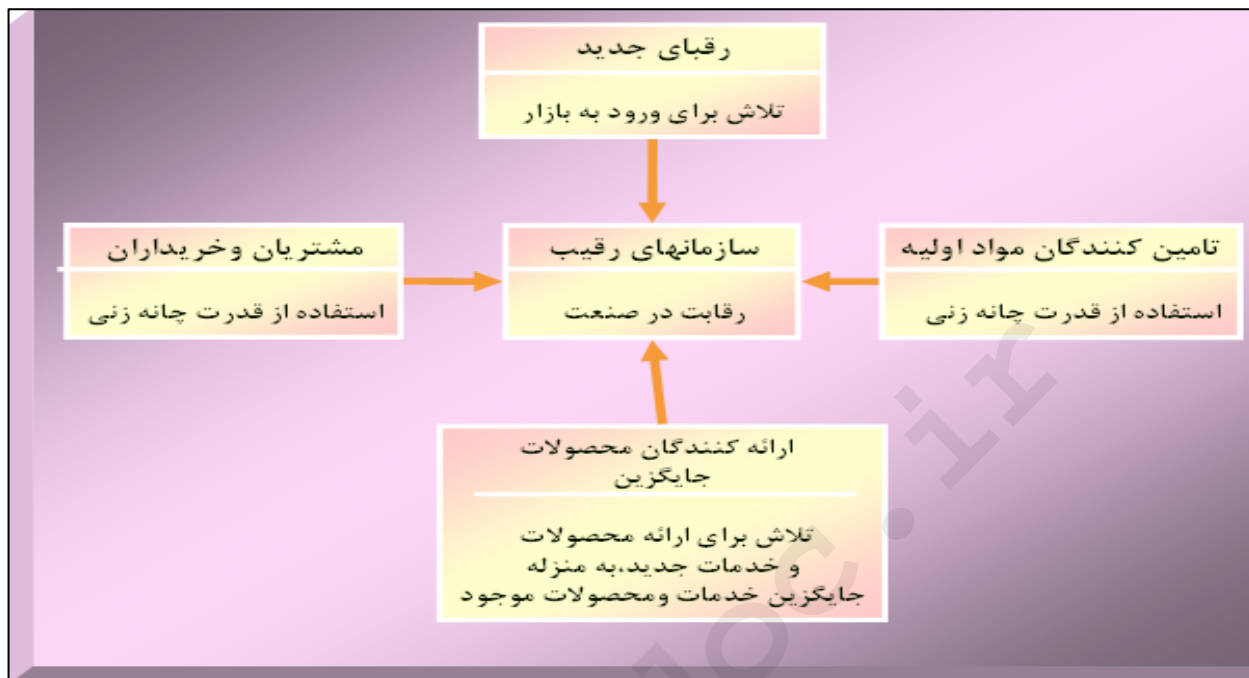 رقبای جدید
تلاش برای ورود به بازار
تامین کنندگان مواد اولیه
استفاده از قدرت چانه زنی
سازمانهای رقیب
رقابت در صنعت
مشتریان وخریداران
استفاده از قدرت چانه زنی
ارائه کنندگان محصولات
جایگزین
تلاش برای ارائه محصولات
و خدمات جدید،به منزله
جایگزین خدمات ومحصولات موجود
doc.ir